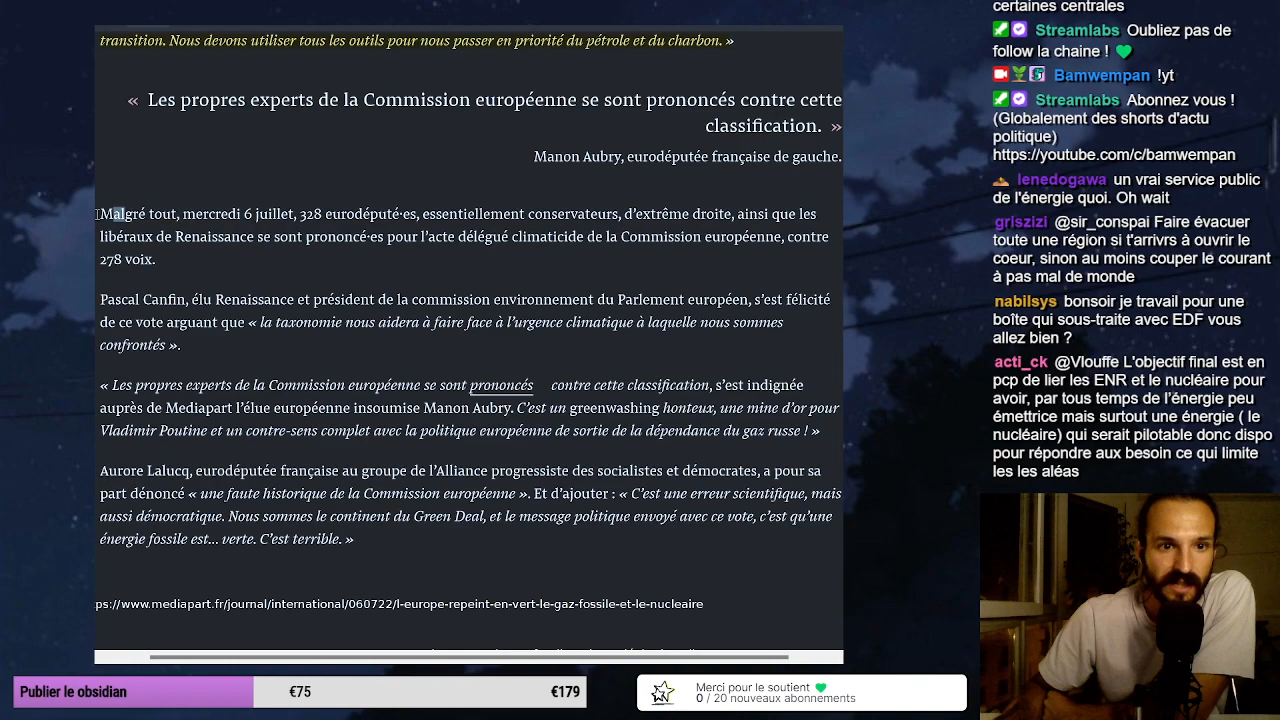 transition. Nous devons utiliser tous les outils pour nous passer en priorité du pétrole et du charbon. »
« Les propres experts de la Commission européenne se sont prononcés contre cette
classification. »
Manon Aubry, eurodéputée française de gauche.
Malgré tout, mercredi 6 juillet, 328 eurodéputé·es, essentiellement conservateurs, d’extrême droite, ainsi que les
libéraux de Renaissance se sont prononcé·es pour l’acte délégué climaticide de la Commission européenne, contre
278 voix.
Pascal Canfin, élu Renaissance et président de la commission environnement du Parlement européen, s’est félicité
de ce vote arguant que « la taxonomie nous aidera à faire face à l’urgence climatique à laquelle nous sommes
confrontés ».
« Les propres experts de la Commission européenne se sont prononcés contre cette classification, s’est indignée
auprès de Mediapart l’élue européenne insoumise Manon Aubry. C’est un greenwashing honteux, une mine d’or pour
Vladimir Poutine et un contre-sens complet avec la politique européenne de sortie de la dépendance du gaz russe ! »
Aurore Lalucq, eurodéputée française au groupe de l’Alliance progressiste des socialistes et démocrates, a pour sa
part dénoncé « une faute historique de la Commission européenne ». Et d’ajouter : « C’est une erreur scientifique, mais
aussi démocratique. Nous sommes le continent du Green Deal, et le message politique envoyé avec ce vote, c’est qu’une
énergie fossile est... verte. C’est terrible. »
ps://www.mediapart.fr/journal/international/060722/l-europe-repeint-en-vert-le-gaz-fossile-et-le-nucleaire
Publier le obsidian €75 €179
Merci pour le soutien 💚
0 / 20 nouveaux abonnements
certaines centrales
Streamlabs Oubliez pas de
follow la chaine ! 💚
Bamwempan !yt
Streamlabs Abonnez vous !
(Globalement des shorts d'actu
politique)
https://youtube.com/c/bamwempan
lenedogawa un vrai service public
de l'énergie quoi. Oh wait
griszizi @sir_conspai Faire évacuer
toute une région si t'arrivrs à ouvrir le
coeur, sinon au moins couper le courant
à pas mal de monde
nabilsys bonsoir je travail pour une
boîte qui sous-traite avec EDF vous
allez bien ?
acti_ck @Vlouffe L'objectif final est en
pcp de lier les ENR et le nucléaire pour
avoir, par tous temps de l'énergie peu
émettrice mais surtout une énergie ( le
nucléaire) qui serait pilotable donc dispo
pour répondre aux besoin ce qui limite
les les aléas